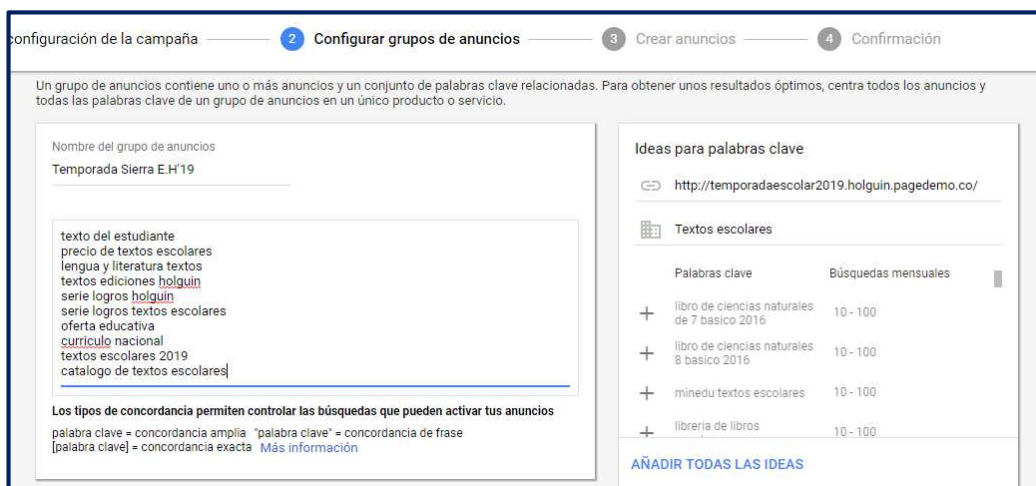 configuración de la campaña
2 Configurar grupos de anuncios
3 Crear anuncios
4 Confirmación
Un grupo de anuncios contiene uno o más anuncios y un conjunto de palabras clave relacionadas. Para obtener unos resultados óptimos, centra todos los anuncios y
todas las palabras clave de un grupo de anuncios en un único producto o servicio.
Nombre del grupo de anuncios
Temporada Sierra E.H'19
texto del estudiante
precio de textos escolares
lengua y literatura textos
textos ediciones holguin
serie logros holguin
serie logros textos escolares
oferta educativa
curriculo nacional
textos escolares 2019
catalogo de textos escolares
Los tipos de concordancia permiten controlar las búsquedas que pueden activar tus anuncios
palabra clave = concordancia amplia "palabra clave" = concordancia de frase
[palabra clave] = concordancia exacta Más información
Ideas para palabras clave
http://temporadaescolar2019.holguin.pagedemo.co/
Textos escolares
Palabras clave Búsquedas mensuales
libro de ciencias naturales
de 7 basico 2016
10 - 100
libro de ciencias naturales
8 basico 2016
10 - 100
minedu textos escolares 10 - 100
libreria de libros
10 - 100
AÑADIR TODAS LAS IDEAS